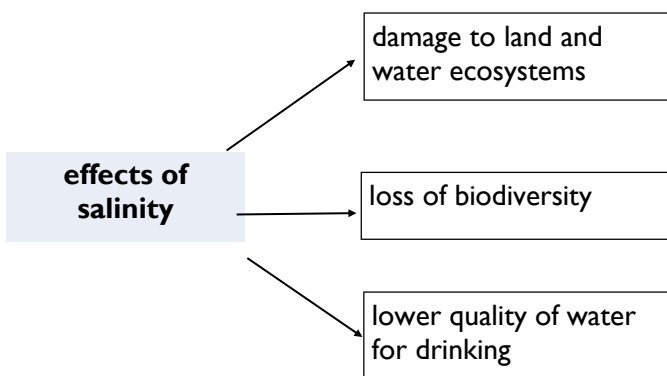 damage to land and
water ecosystems
effects of
salinity
loss of biodiversity
lower quality of water
for drinking